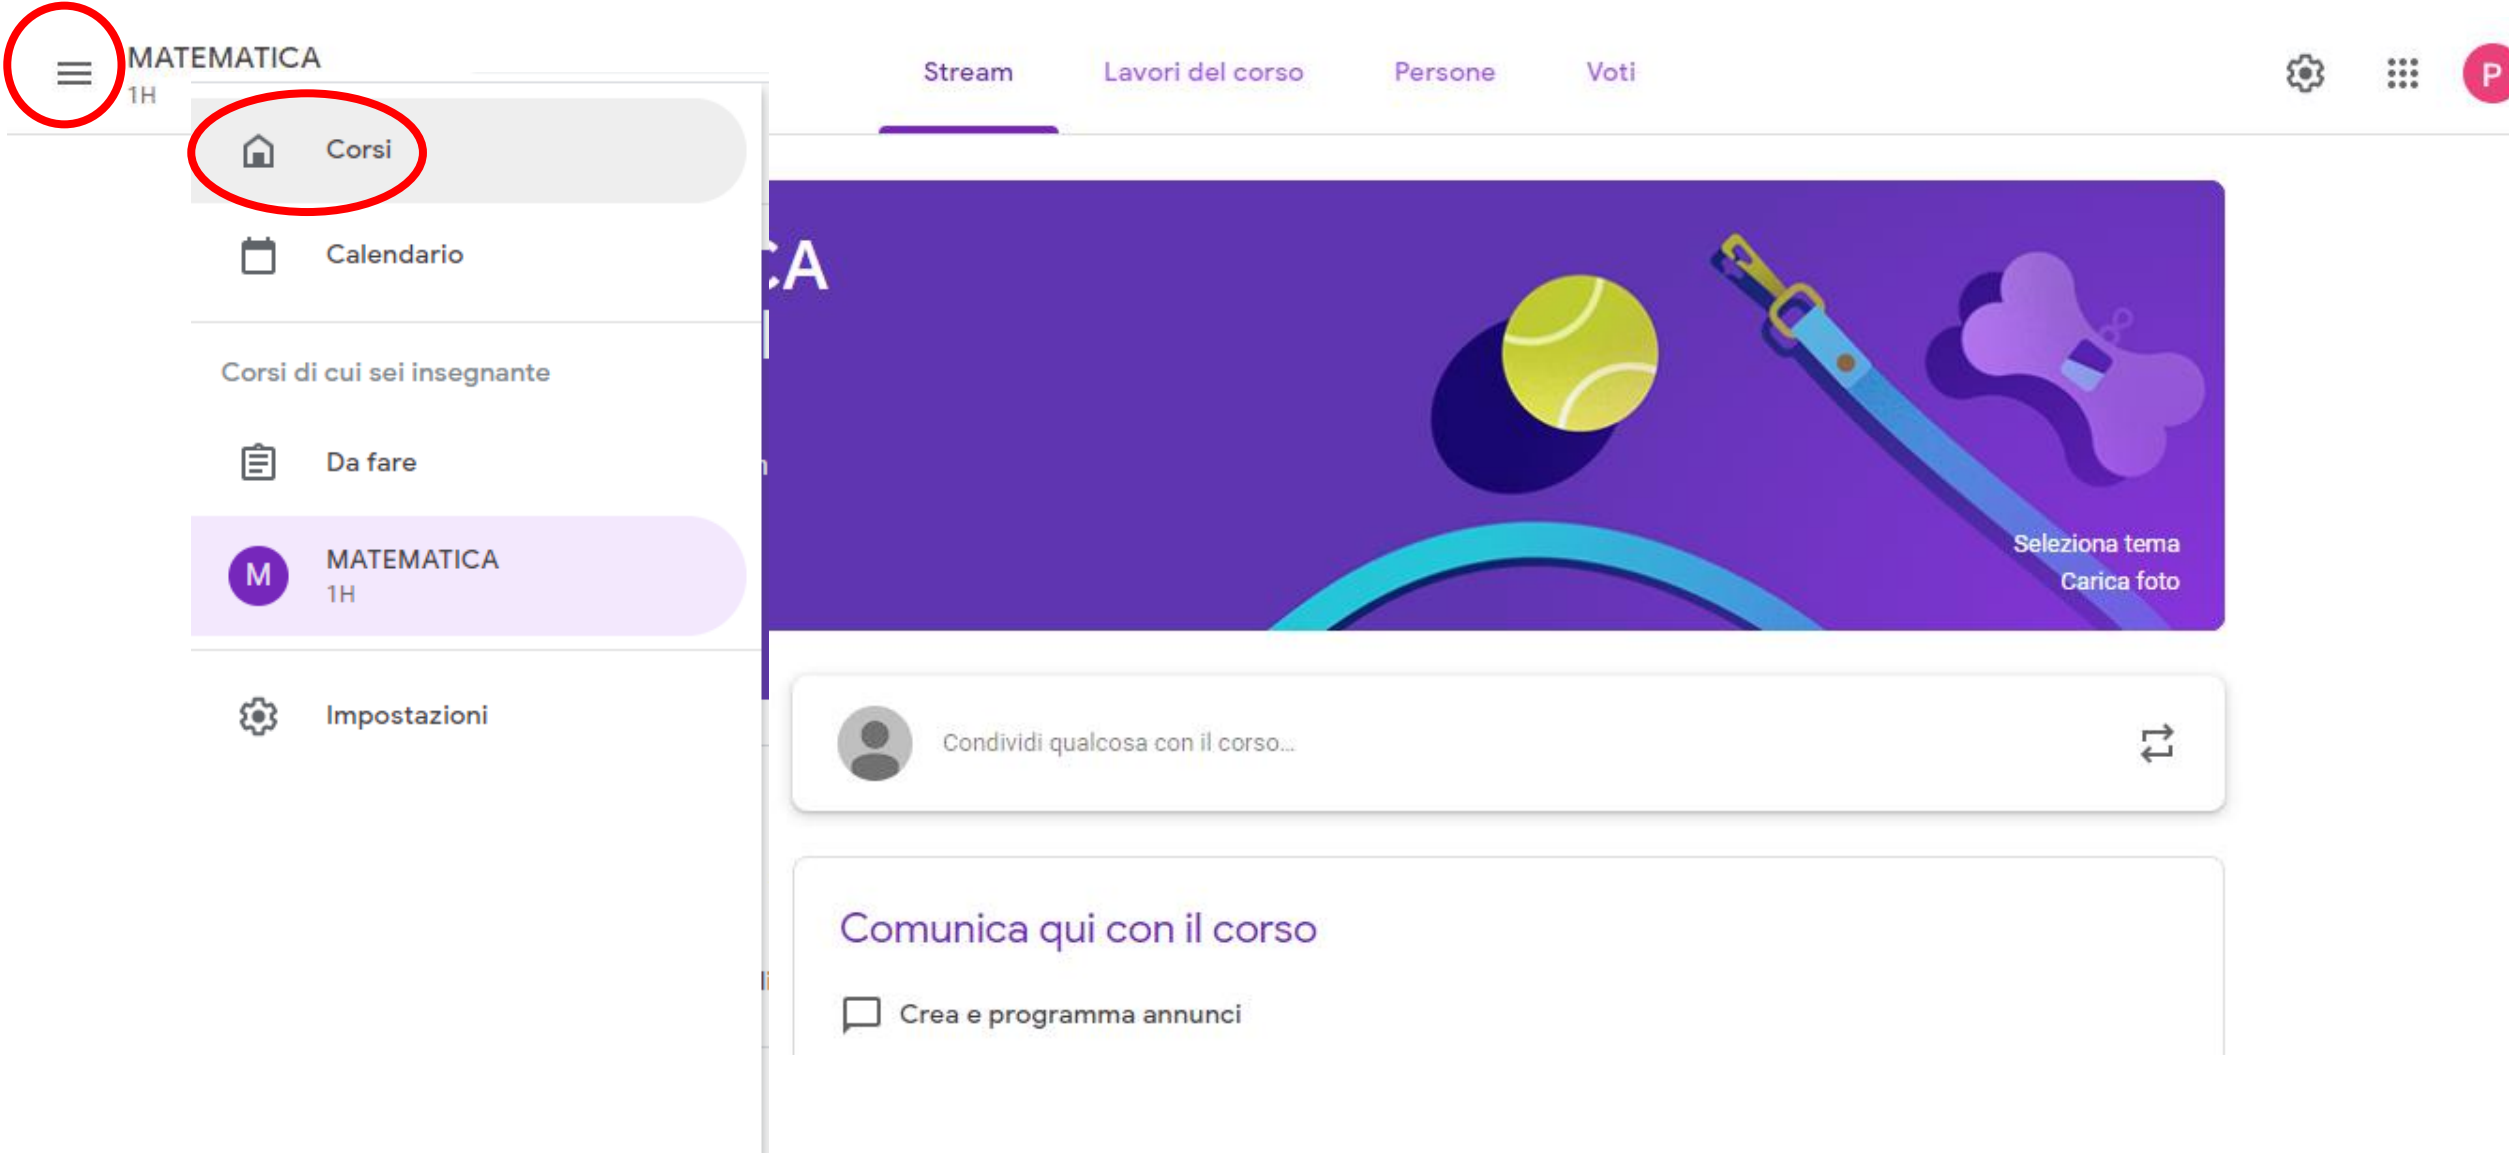 MATEMATICA
1H
Stream
Lavori del corso
Persone
Voti
P
Corsi
Calendario
Corsi di cui sei insegnante
Da fare
M
MATEMATICA
1H
Impostazioni
CA
Seleziona tema
Carica foto
Condividi qualcosa con il corso...
Comunica qui con il corso
Crea e programma annunci